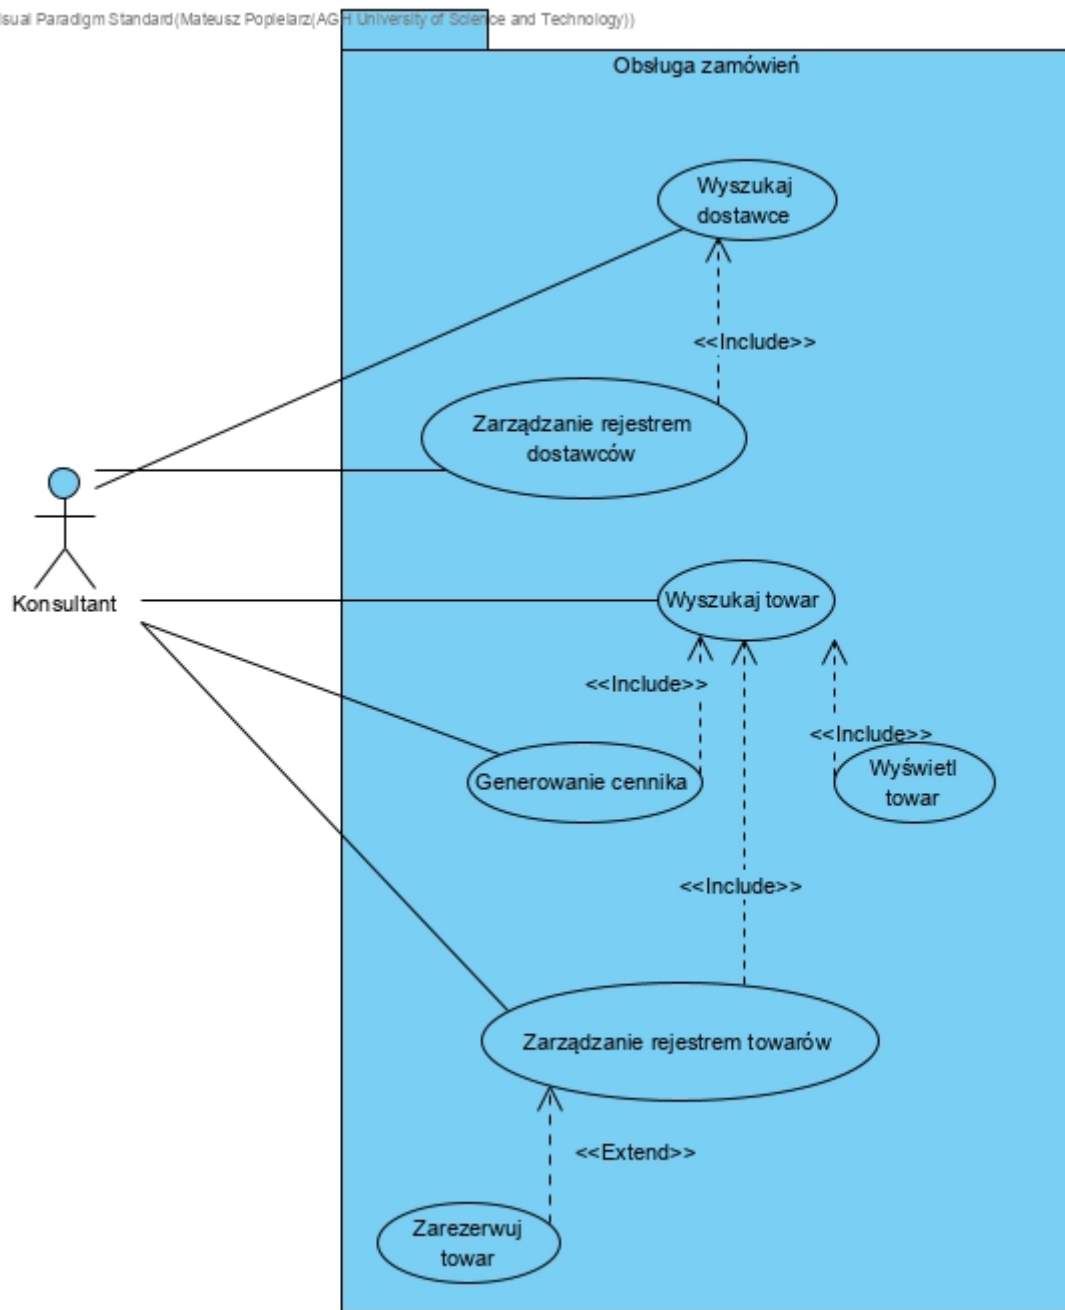 isual Paradigm Standard(Mateusz Popielarz(AGH University of Science and Technology))
Obsługa zamówień
Wyszukaj
dostawce
<<Include>>
Zarządzanie rejestrem
dostawców
Konsultant
Wyszukaj towar
<<Include>>
<<Include>>
Generowanie cennika
Wyświetl
towar
<<Include>>
Zarządzanie rejestrem towarów
<<Extend>>
Zarezerwuj
towar